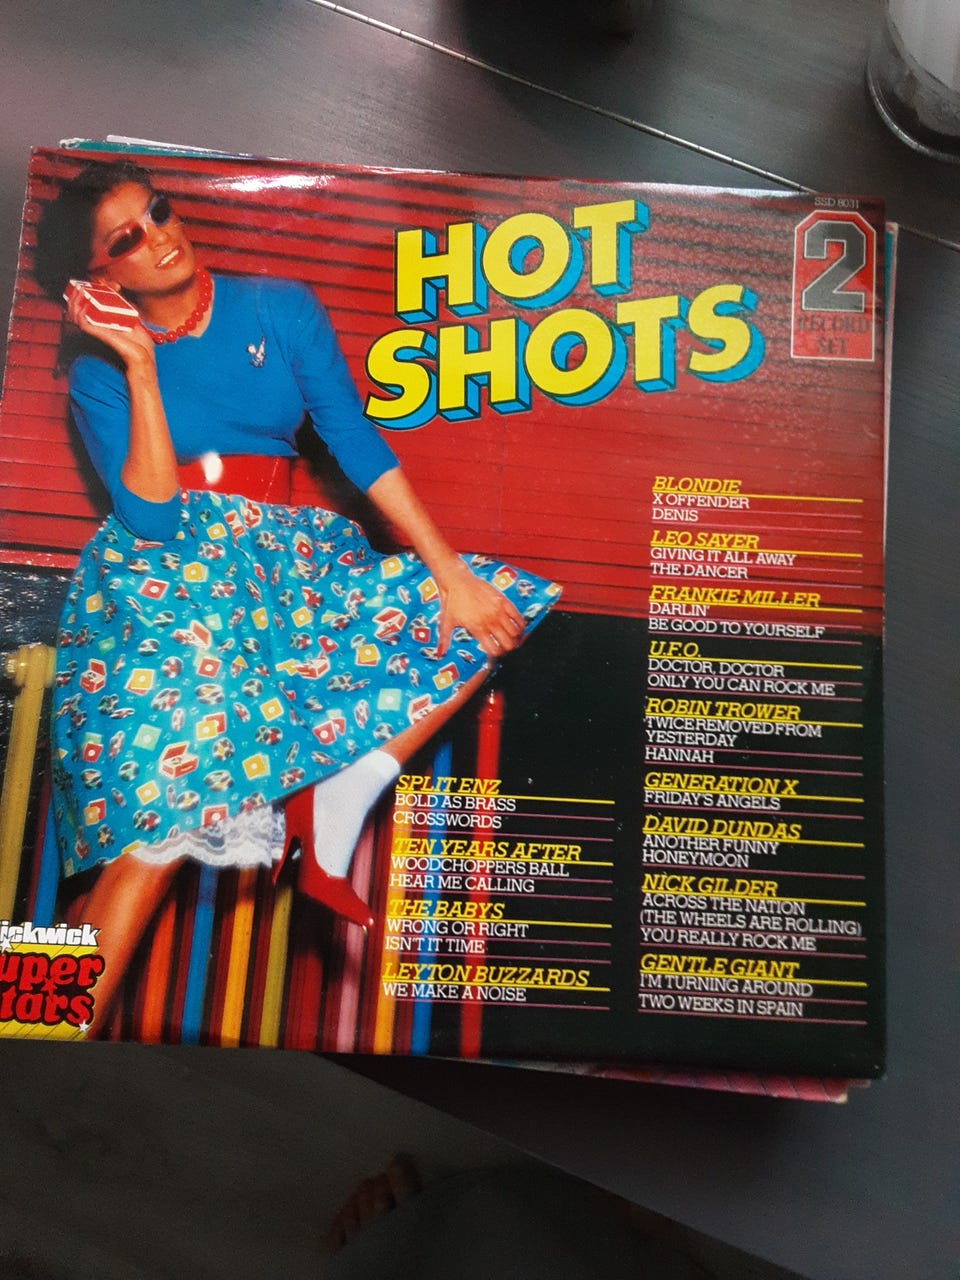 SSD 8031
HOT
SHOTS
2
RECORD
SET
BLONDIE
X OFFENDER
DENIS
LEO SAYER
GIVING IT ALL AWAY
THE DANCER
FRANKIE MILLER
DARLIN'
BE GOOD TO YOURSELF
U.F.O.
DOCTOR, DOCTOR
ONLY YOU CAN ROCK ME
ROBIN TROWER
TWICE REMOVED FROM
YESTERDAY
HANNAH
GENERATION X
FRIDAY'S ANGELS
DAVID DUNDAS
ANOTHER FUNNY
HONEYMOON
NICK GILDER
ACROSS THE NATION
(THE WHEELS ARE ROLLING)
YOU REALLY ROCK ME
GENTLE GIANT
I'M TURNING AROUND
TWO WEEKS IN SPAIN
SPLIT ENZ
BOLD AS BRASS
CROSSWORDS
TEN YEARS AFTER
WOODCHOPPERS BALL
HEAR ME CALLING
THE BABYS
WRONG OR RIGHT
ISN'T IT TIME
LEYTON BUZZARDS
WE MAKE A NOISE
ickwick
uper
tars